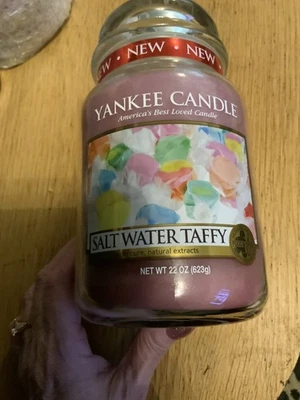 NEW • NEW • NEW
YANKEE CANDLE
America's Best Loved Candle
SALT WATER TAFFY
natural extracts
NET WT 22 OZ (623g)